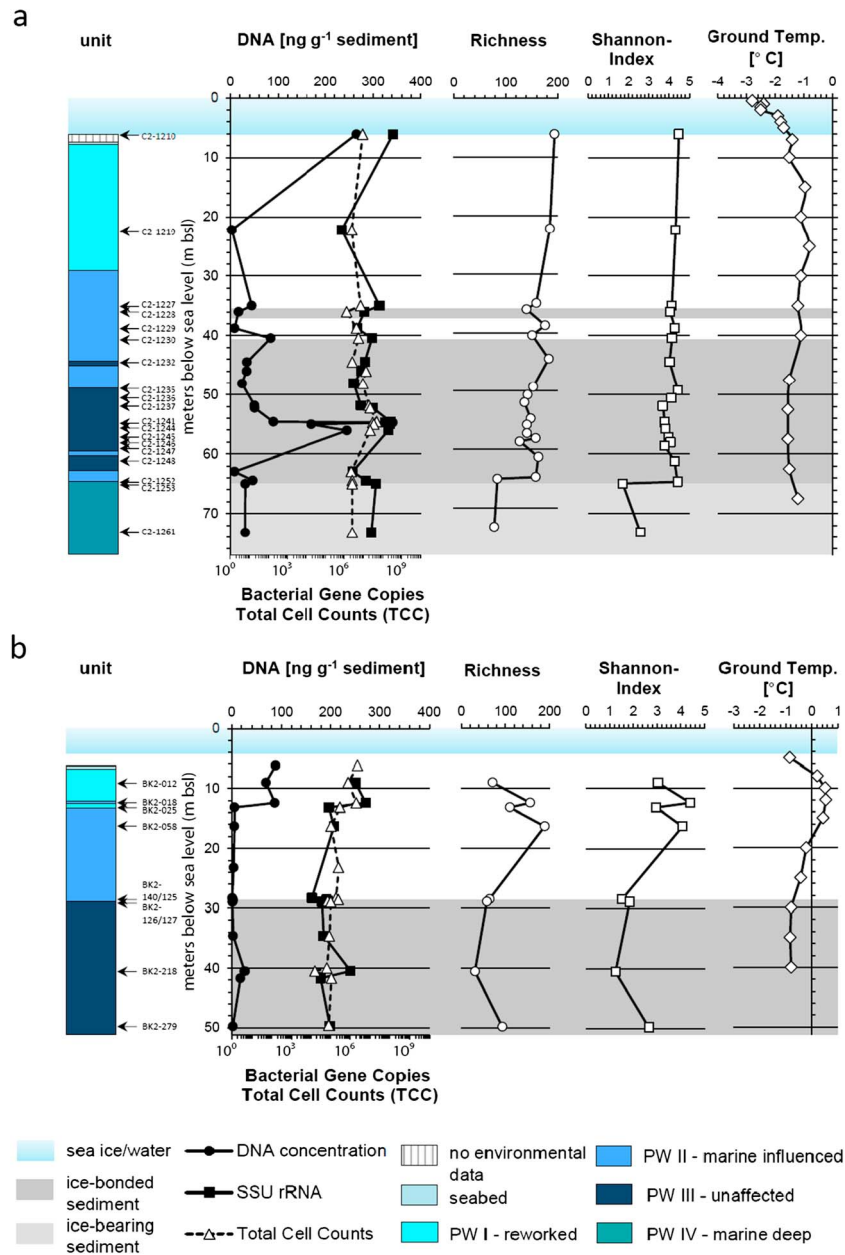 a
unit
DNA [ng g-1 sediment]
Richness
Shannon-
Index
Ground Temp.
[° C]
0 100 200 300 400
0 100 200
0 1 2 3 4 5
-4 -3 -2 -1 0
meters below sea level (m bsl)
0
10
20
30
40
50
60
70
C2-1210
C2-1219
C2-1227
C2-1228
C2-1229
C2-1230
C2-1232
C2-1235
C2-1236
C2-1237
C2-1241
C2-1244
C2-1245
C2-1246
C2-1247
C2-1248
C2-1252
C2-1253
C2-1261
10^0 10^3 10^6 10^9
Bacterial Gene Copies
Total Cell Counts (TCC)
b
unit
DNA [ng g-1 sediment]
Richness
Shannon-
Index
Ground Temp.
[°C]
0 100 200 300 400
0 100 200
0 1 2 3 4 5
-3 -2 -1 0 1
meters below sea level (m bsl)
0
10
20
30
40
50
BK2-012
BK2-018
BK2-025
BK2-058
BK2-
140/125
BK2-
126/127
BK2-218
BK2-279
10^0 10^3 10^6 10^9
Bacterial Gene Copies
Total Cell Counts (TCC)
sea ice/water
ice-bonded
sediment
ice-bearing
sediment
DNA concentration
SSU rRNA
Total Cell Counts
no environmental
data
seabed
PW I - reworked
PW II - marine influenced
PW III - unaffected
PW IV - marine deep